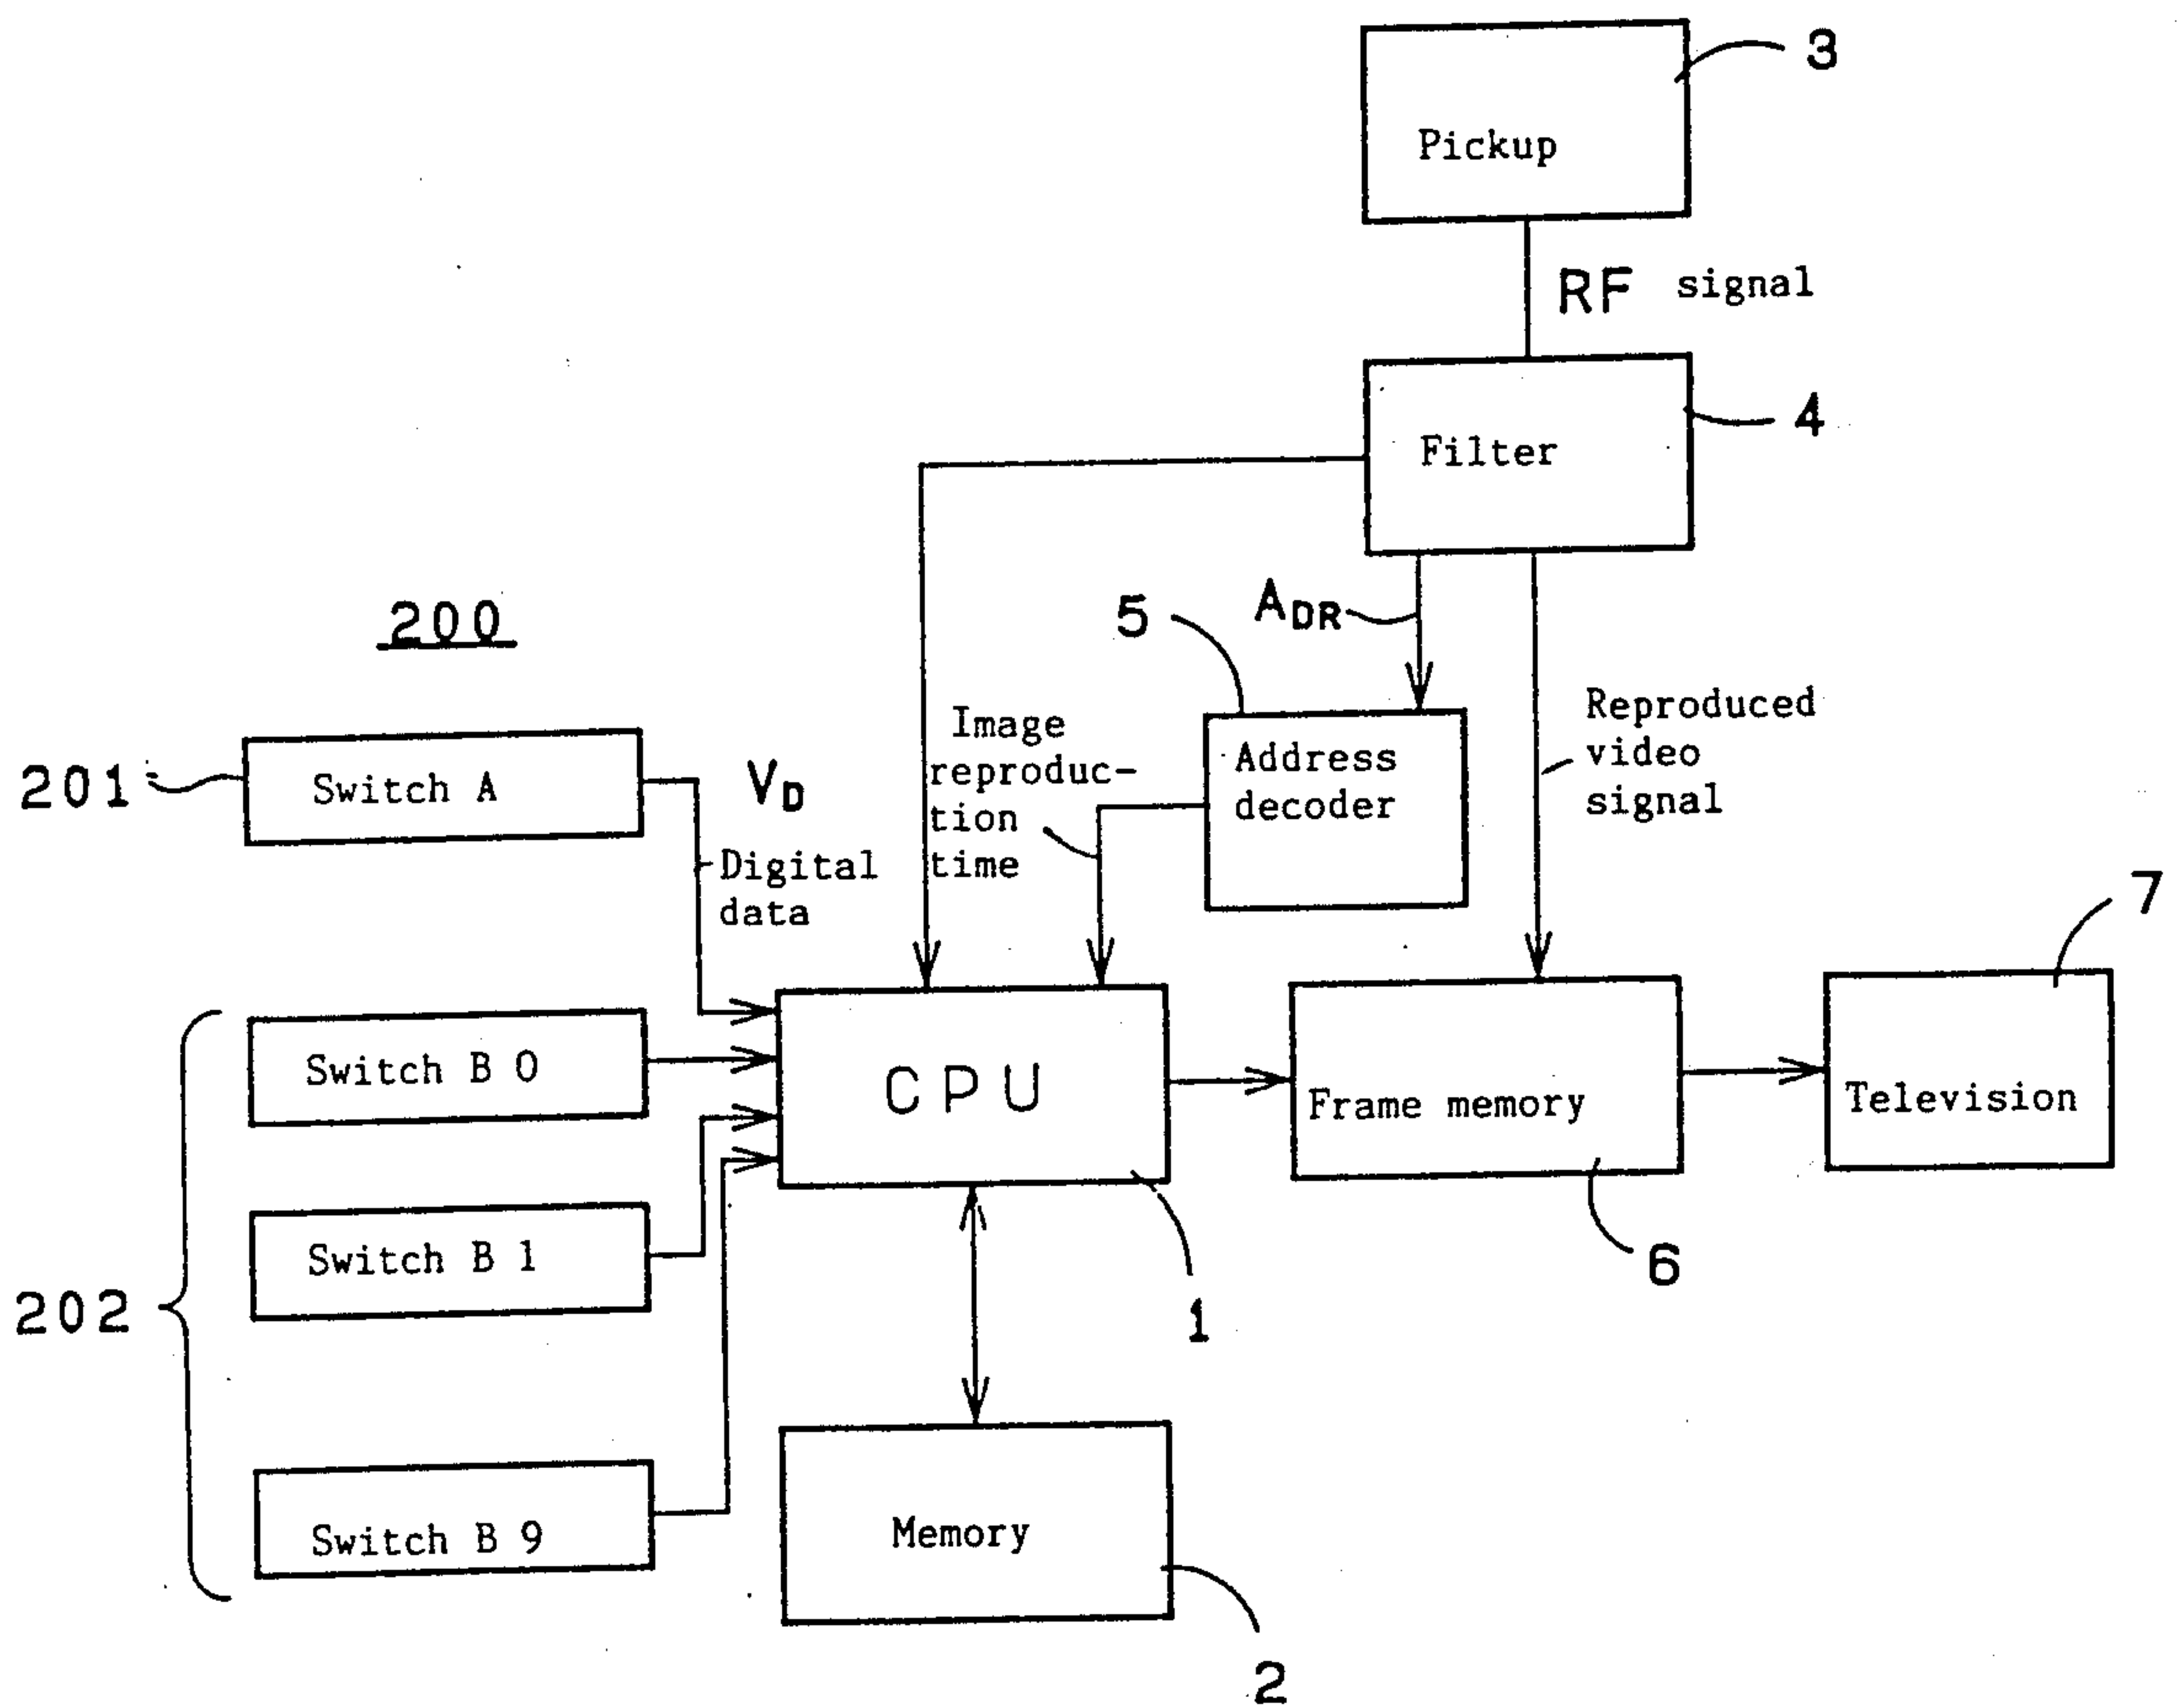 3
Pickup
RF signal
4
Filter
200
5
ADR
Reproduced
video
signal
Image
reproduc-
tion
time
Address
decoder
201
Switch A
VD
Digital
data
7
202
Switch B 0
CPU
Frame memory
Television
Switch B 1
1
6
Switch B 9
Memory
2